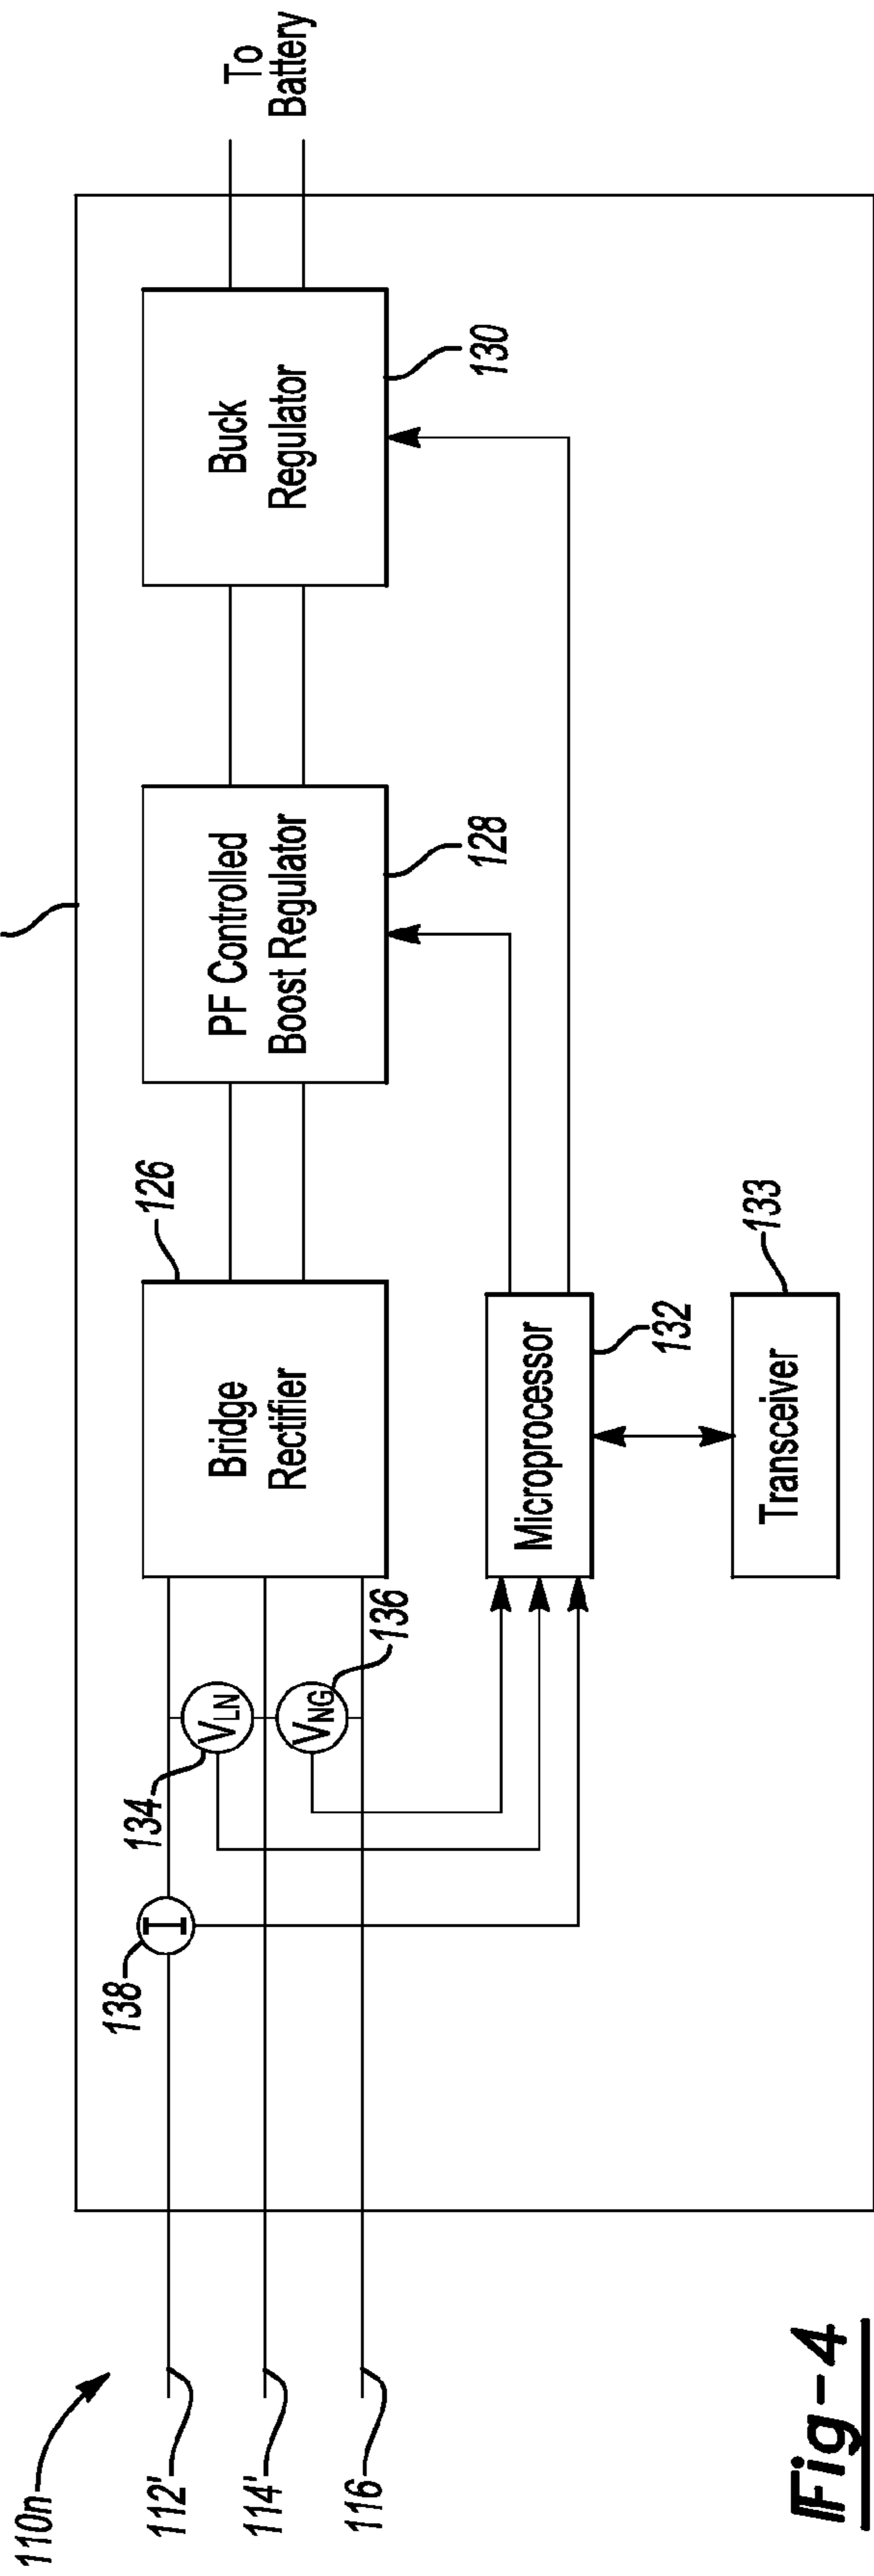 110n
112'
114'
116
138
I
134
VLN
VNG
136
Bridge
Rectifier
126
PF Controlled
Boost Regulator
128
Buck
Regulator
130
To
Battery
Microprocessor
132
Transceiver
133
Fig-4